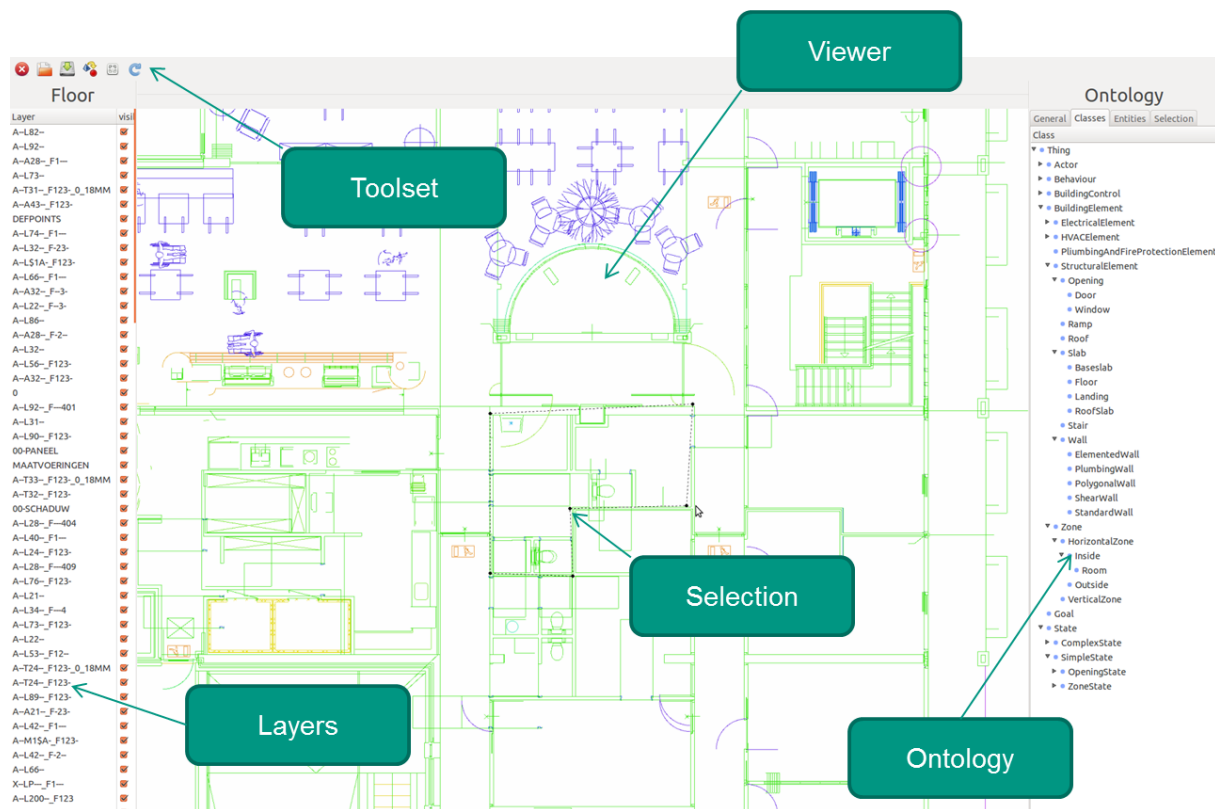 Viewer
Toolset
Selection
Layers
Ontology
Floor
Layer visil
A--L82--
A--L92--
A--A28--_F1---
A--L73--
A--T31--_F123-_0_18MM
A--A43--_F123-
DEFPOINTS
A--L74--_F1---
A--L32--_F-23-
A--L$1A-_F123-
A--L66--_F1---
A--A32--_F--3-
A--L22--_F--3-
A--L86--
A--A28--_F-2--
A--L32--
A--L56--_F123-
A--A32--_F123-
0
A--L92--_F---401
A--L31--
A--L90--_F123-
00-PANEEL
MAATVOERINGEN
A--T33--_F123-_0_18MM
A--T32--_F123-
00-SCHADUW
A--L28--_F---404
A--L40--_F1---
A--L24--_F123-
A--L28--_F---409
A--L76--_F123-
A--L21--
A--L34--_F---4
A--L73--_F123-
A--L22--
A--L53--_F12--
A--T24--_F123-_0_18MM
A--T24--_F123-
A--L89--_F123-
A--A21--_F-23-
A--L42--_F1---
A--M1$A-_F123-
A--L42--_F-2--
A--L66--
X--LP---_F1---
A--L200--_F123
Ontology
General Classes Entities Selection
Class
Thing
Actor
Behaviour
BuildingControl
BuildingElement
ElectricalElement
HVACElement
PliumbingAndFireProtectionElement
StructuralElement
Opening
Door
Window
Ramp
Roof
Slab
Baseslab
Floor
Landing
RoofSlab
Stair
Wall
ElementedWall
PlumbingWall
PolygonalWall
ShearWall
StandardWall
Zone
HorizontalZone
Inside
Room
Outside
VerticalZone
Goal
State
ComplexState
SimpleState
OpeningState
ZoneState